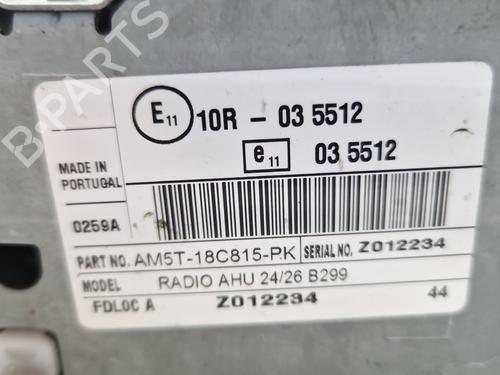 B-PARTS
E11 10R - 03 5512
e11 03 5512
MADE IN
PORTUGAL
0259A
PART NO. AM5T-18C815-PK SERIAL NO. Z012234
MODEL RADIO AHU 24/26 B299
FDLOC A Z012234 44